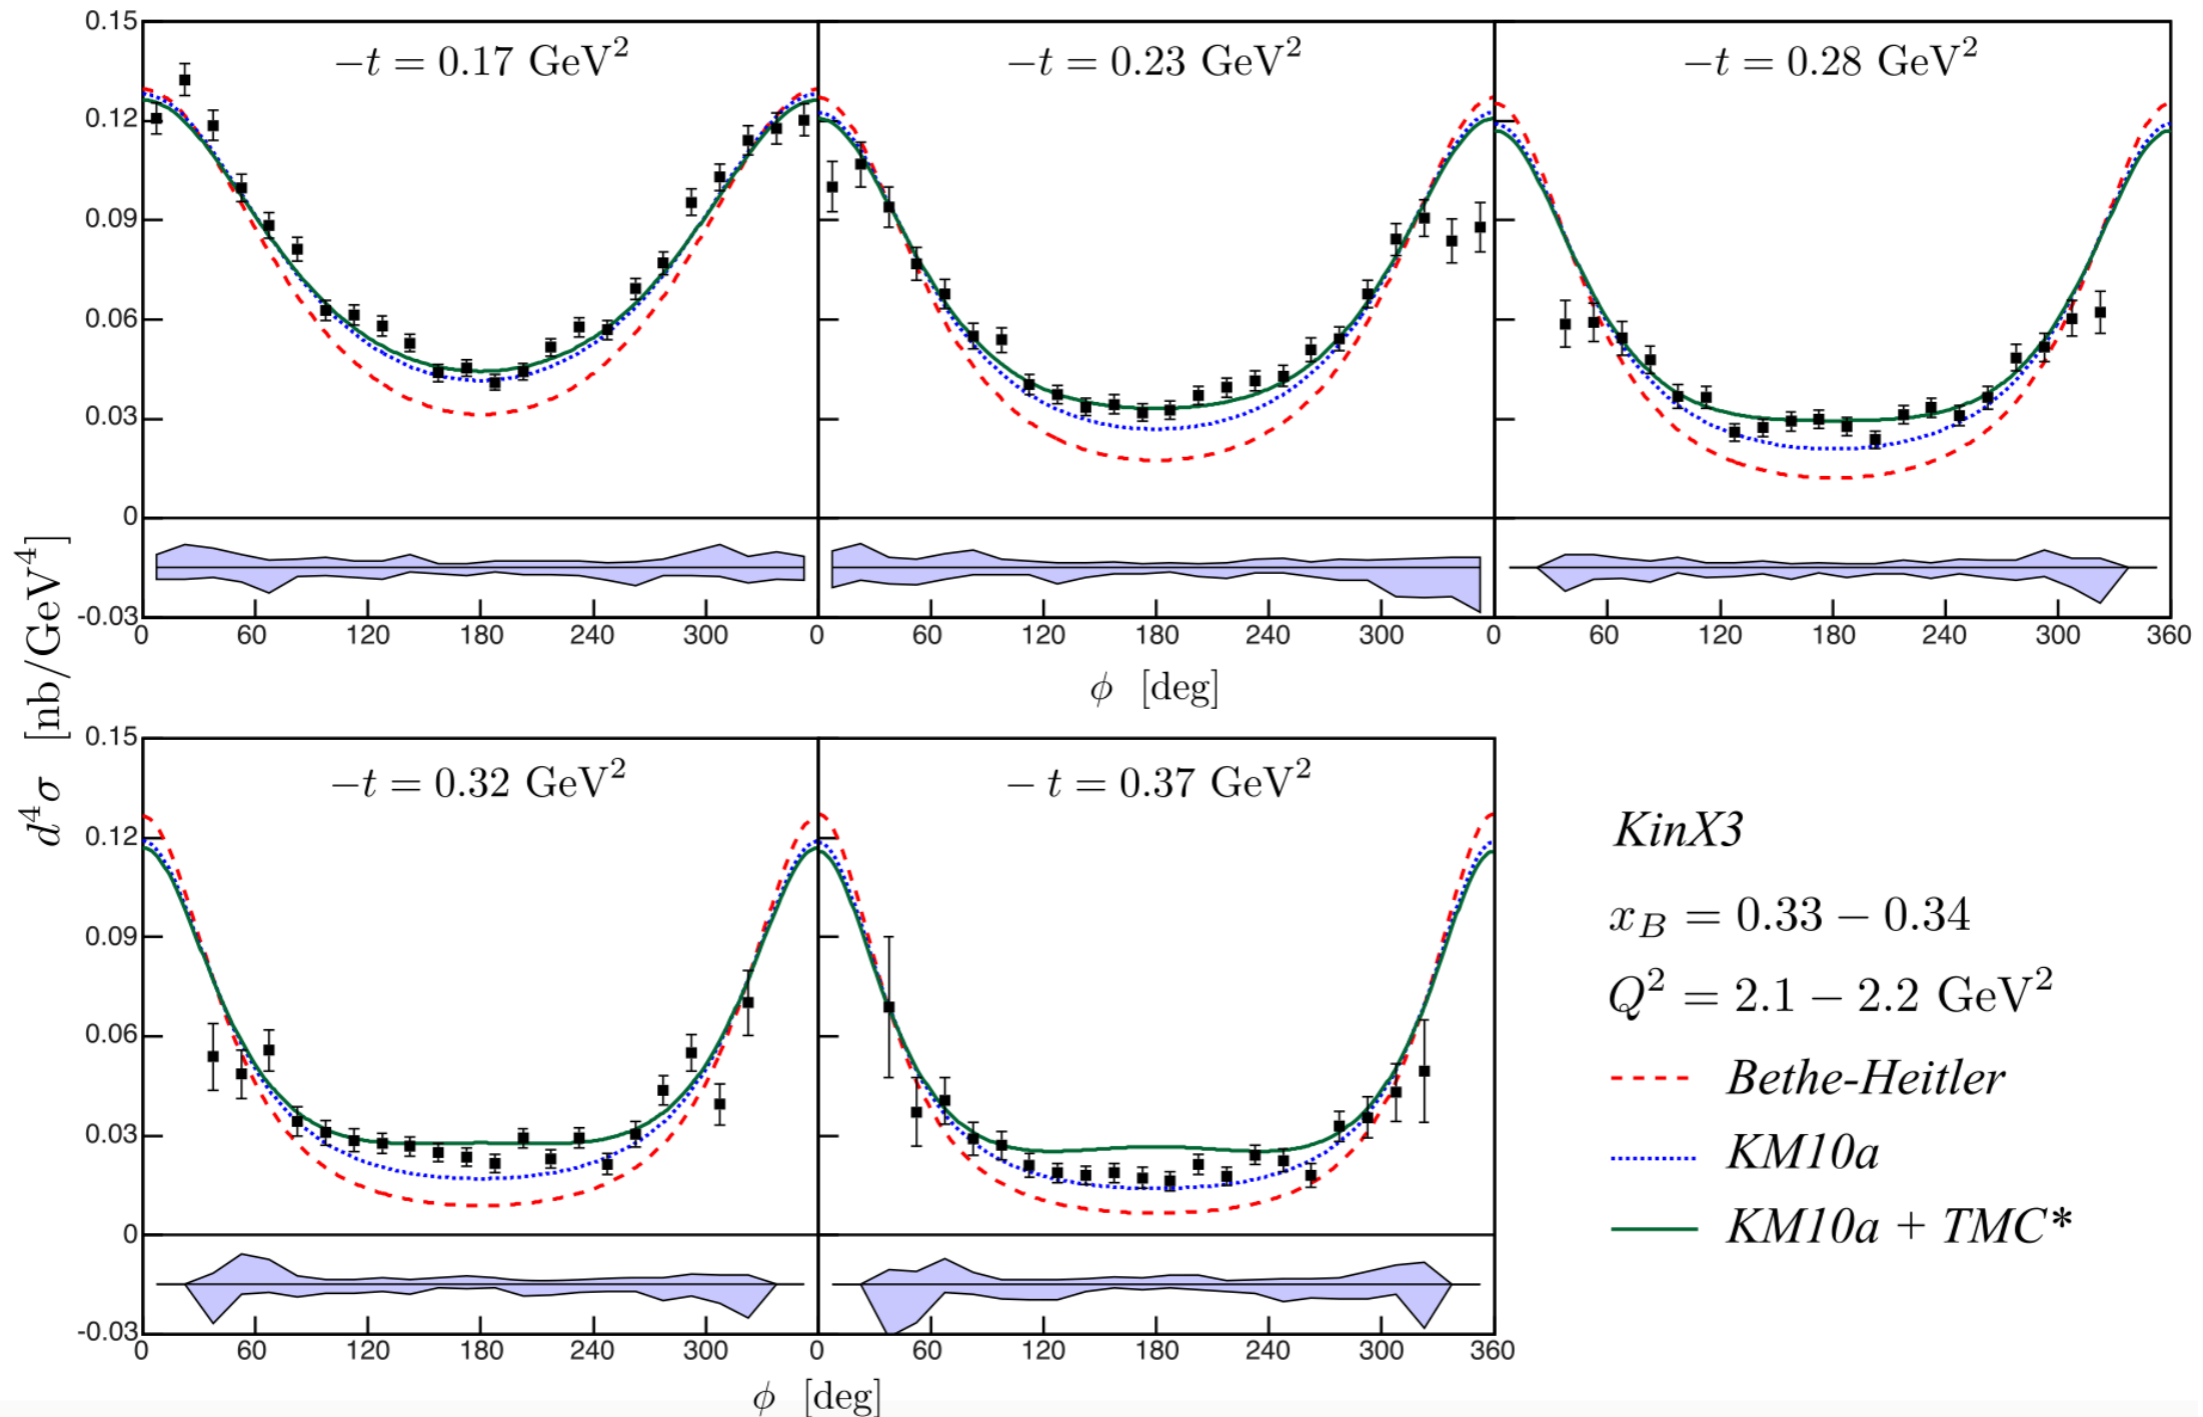 −t = 0.17 GeV²
−t = 0.23 GeV²
−t = 0.28 GeV²
0.15
0.12
0.09
0.06
0.03
0
-0.03
0 60 120 180 240 300 0 60 120 180 240 300 0 60 120 180 240 300 360
ϕ [deg]
d⁴σ [nb/GeV⁴]
−t = 0.32 GeV²
− t = 0.37 GeV²
0.15
0.12
0.09
0.06
0.03
0
-0.03
0 60 120 180 240 300 0 60 120 180 240 300 360
ϕ [deg]
KinX3
x_B = 0.33 − 0.34
Q² = 2.1 − 2.2 GeV²
Bethe-Heitler
KM10a
KM10a + TMC*